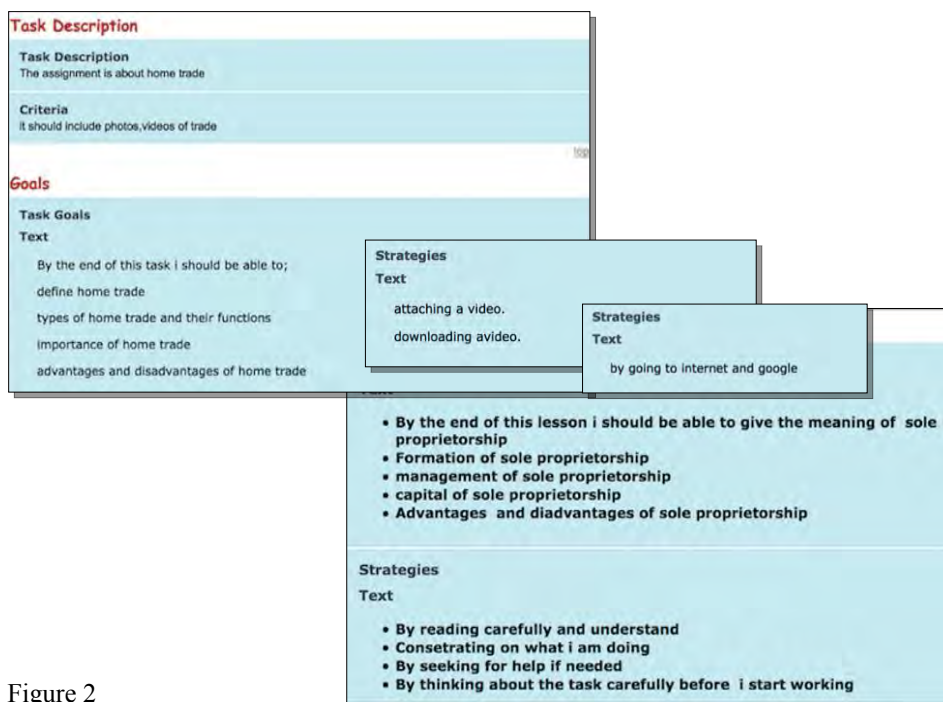 Task Description
Task Description
The assignment is about home trade
Criteria
it should include photos,videos of trade
top
Goals
Task Goals
Text
By the end of this task i should be able to;
define home trade
types of home trade and their functions
importance of home trade
advantages and disadvantages of home trade
Strategies
Text
attaching a video.
downloading avideo.
Strategies
Text
by going to internet and google
• By the end of this lesson i should be able to give the meaning of sole
proprietorship
• Formation of sole proprietorship
• management of sole proprietorship
• capital of sole proprietorship
• Advantages and diadvantages of sole proprietorship
Strategies
Text
• By reading carefully and understand
• Consetrating on what i am doing
• By seeking for help if needed
• By thinking about the task carefully before i start working
Figure 2